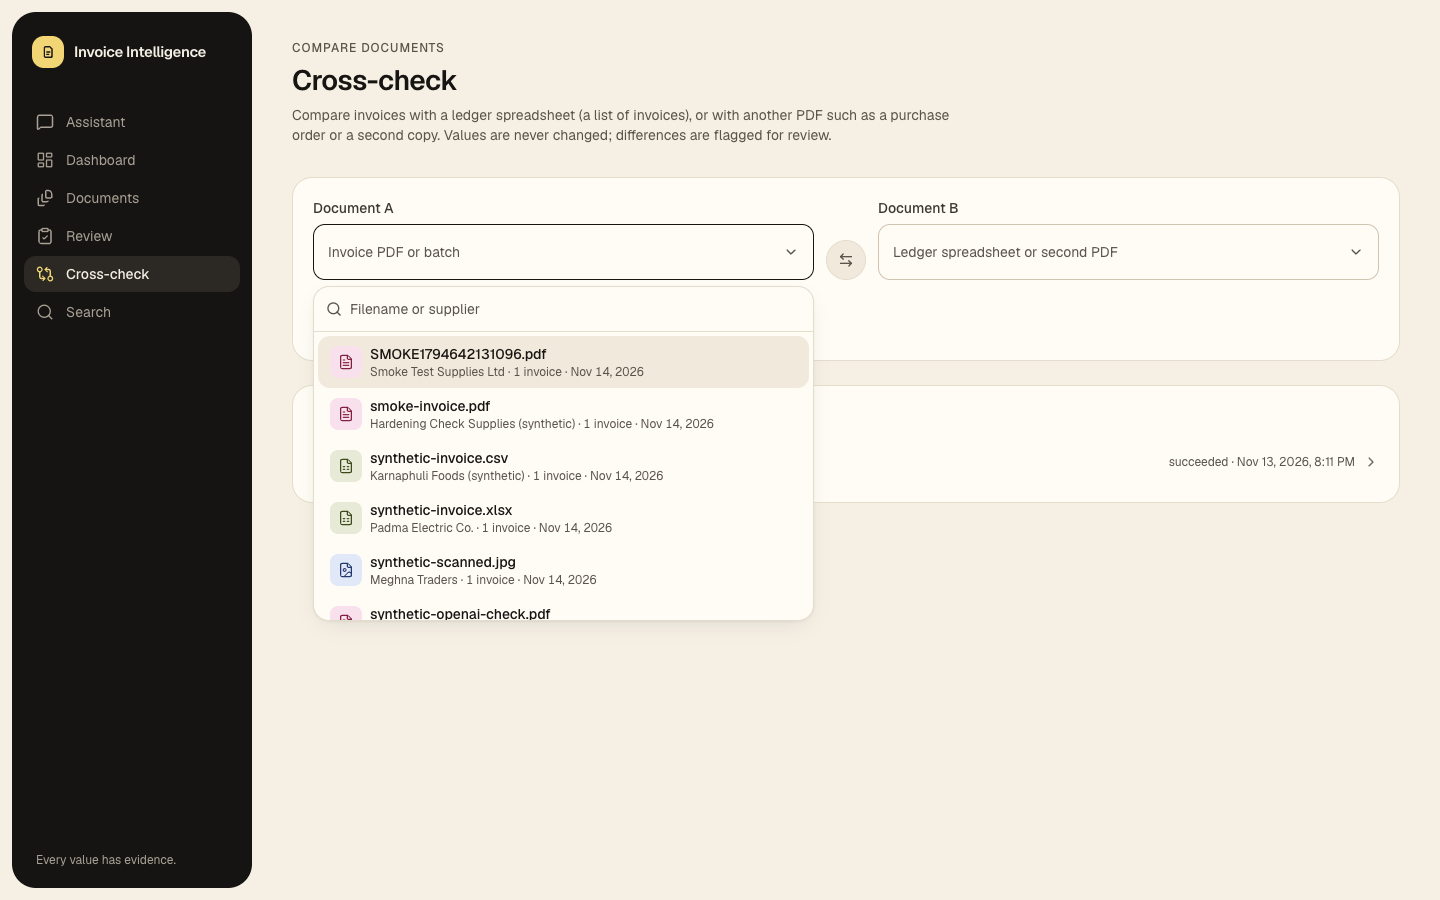 Invoice Intelligence
Assistant
Dashboard
Documents
Review
Cross-check
Search
Every value has evidence.
COMPARE DOCUMENTS
Cross-check
Compare invoices with a ledger spreadsheet (a list of invoices), or with another PDF such as a purchase
order or a second copy. Values are never changed; differences are flagged for review.
Document A
Invoice PDF or batch
Document B
Ledger spreadsheet or second PDF
Filename or supplier
SMOKE1794642131096.pdf
Smoke Test Supplies Ltd · 1 invoice · Nov 14, 2026
smoke-invoice.pdf
Hardening Check Supplies (synthetic) · 1 invoice · Nov 14, 2026
synthetic-invoice.csv
Karnaphuli Foods (synthetic) · 1 invoice · Nov 14, 2026
synthetic-invoice.xlsx
Padma Electric Co. · 1 invoice · Nov 14, 2026
synthetic-scanned.jpg
Meghna Traders · 1 invoice · Nov 14, 2026
synthetic-openai-check.pdf
succeeded · Nov 13, 2026, 8:11 PM